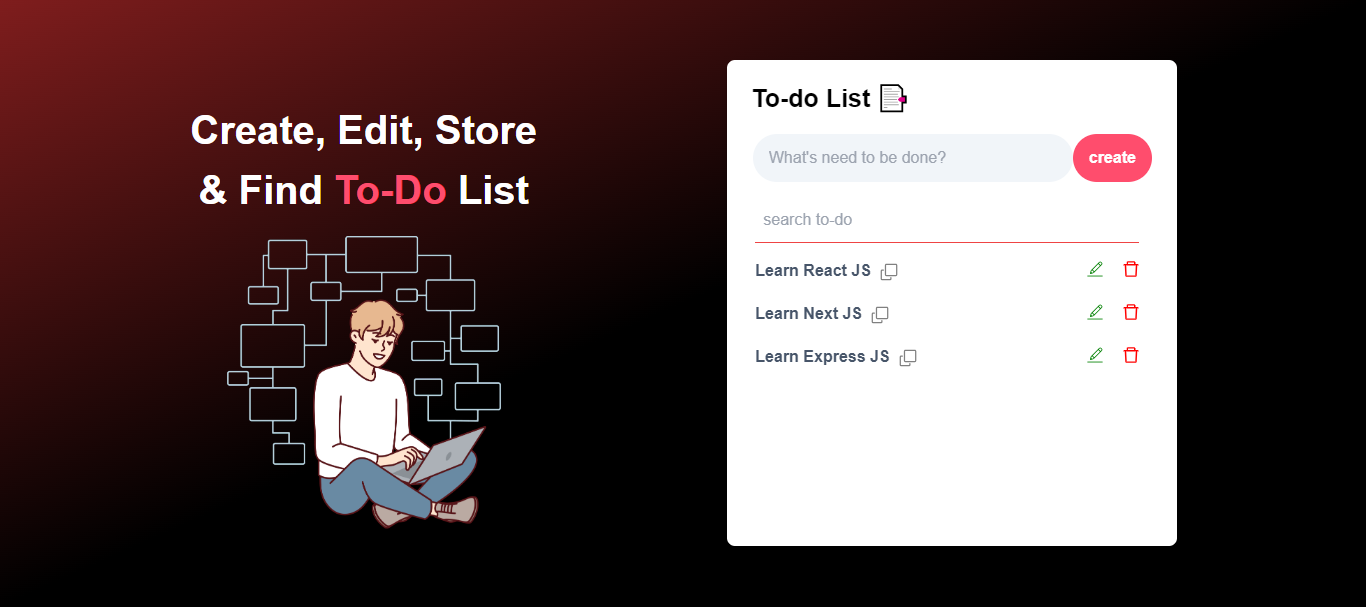 Create, Edit, Store
& Find To-Do List
To-do List
What's need to be done?
create
search to-do
Learn React JS
Learn Next JS
Learn Express JS